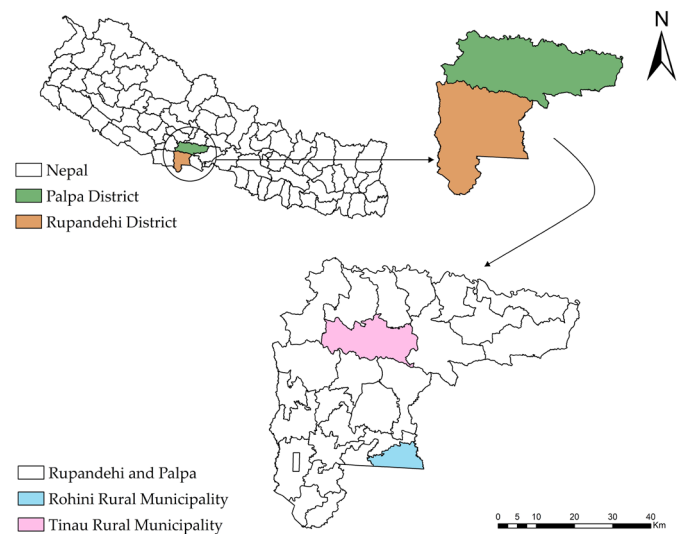 N
Nepal
Palpa District
Rupandehi District
Rupandehi and Palpa
Rohini Rural Municipality
Tinau Rural Municipality
0 5 10 20 30 40
Km